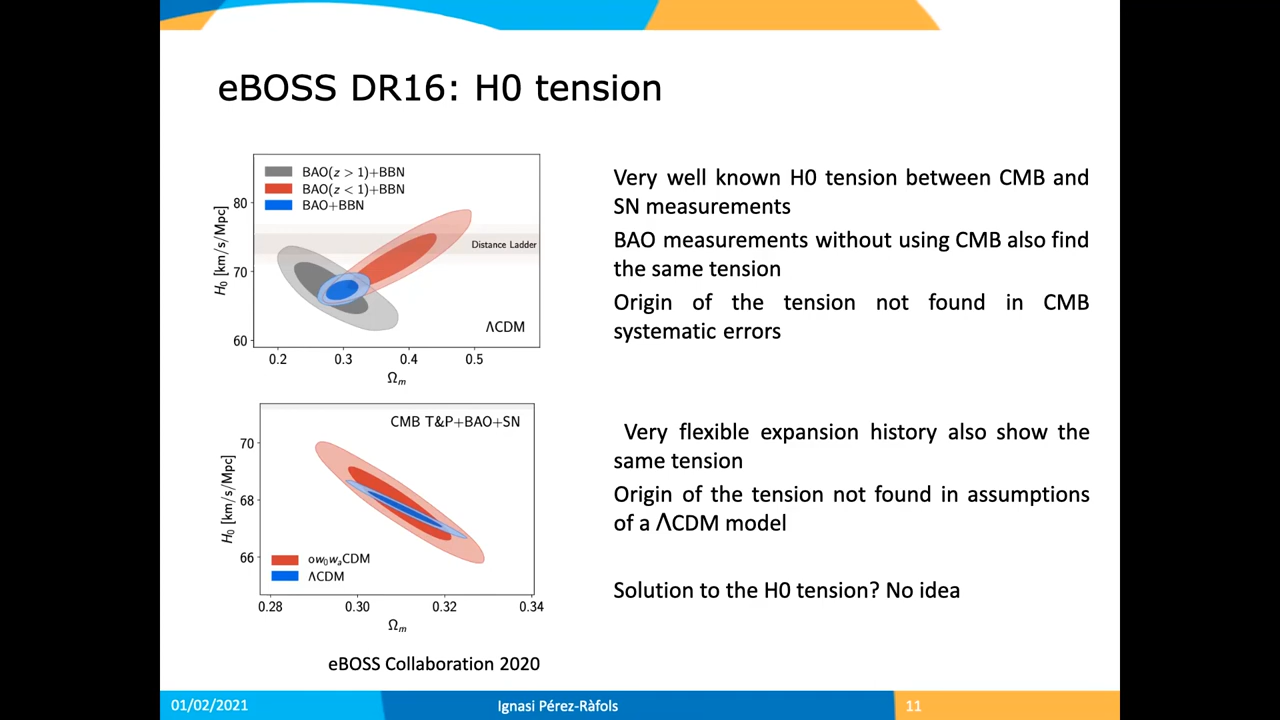 eBOSS DR16: H0 tension
BAO(z > 1)+BBN
BAO(z < 1)+BBN
BAO+BBN
Distance Ladder
ΛCDM
H₀ [km/s/Mpc]
80
70
60
0.2 0.3 0.4 0.5
Ωₘ
Very well known H0 tension between CMB and
SN measurements
BAO measurements without using CMB also find
the same tension
Origin of the tension not found in CMB
systematic errors
CMB T&P+BAO+SN
H₀ [km/s/Mpc]
70
68
66
ow₀wₐCDM
ΛCDM
0.28 0.30 0.32 0.34
Ωₘ
eBOSS Collaboration 2020
Very flexible expansion history also show the
same tension
Origin of the tension not found in assumptions
of a ΛCDM model
Solution to the H0 tension? No idea
01/02/2021
Ignasi Pérez-Ràfols
11